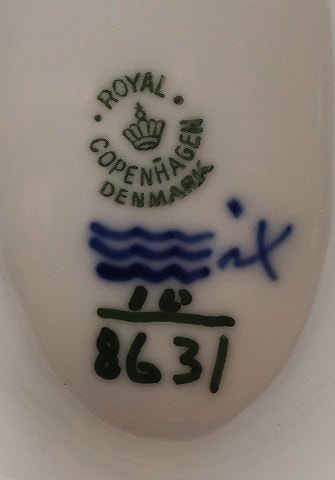 ROYAL
COPENHAGEN
DENMARK
8631